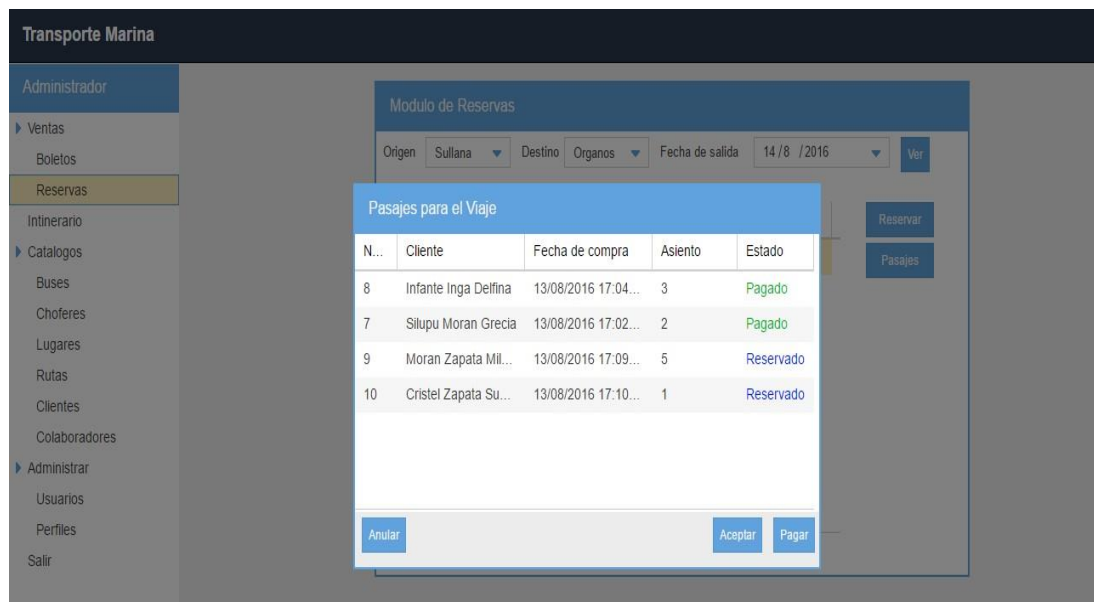 Transporte Marina
Administrador
Ventas
Boletos
Reservas
Intinerario
Catalogos
Buses
Choferes
Lugares
Rutas
Clientes
Colaboradores
Administrar
Usuarios
Perfiles
Salir
Modulo de Reservas
Origen Sullana Destino Organos Fecha de salida 14/8 /2016 Ver
Reservar
Pasajes
Pasajes para el Viaje
N... Cliente Fecha de compra Asiento Estado
8 Infante Inga Delfina 13/08/2016 17:04... 3 Pagado
7 Silupu Moran Grecia 13/08/2016 17:02... 2 Pagado
9 Moran Zapata Mil... 13/08/2016 17:09... 5 Reservado
10 Cristel Zapata Su... 13/08/2016 17:10... 1 Reservado
Anular Aceptar Pagar